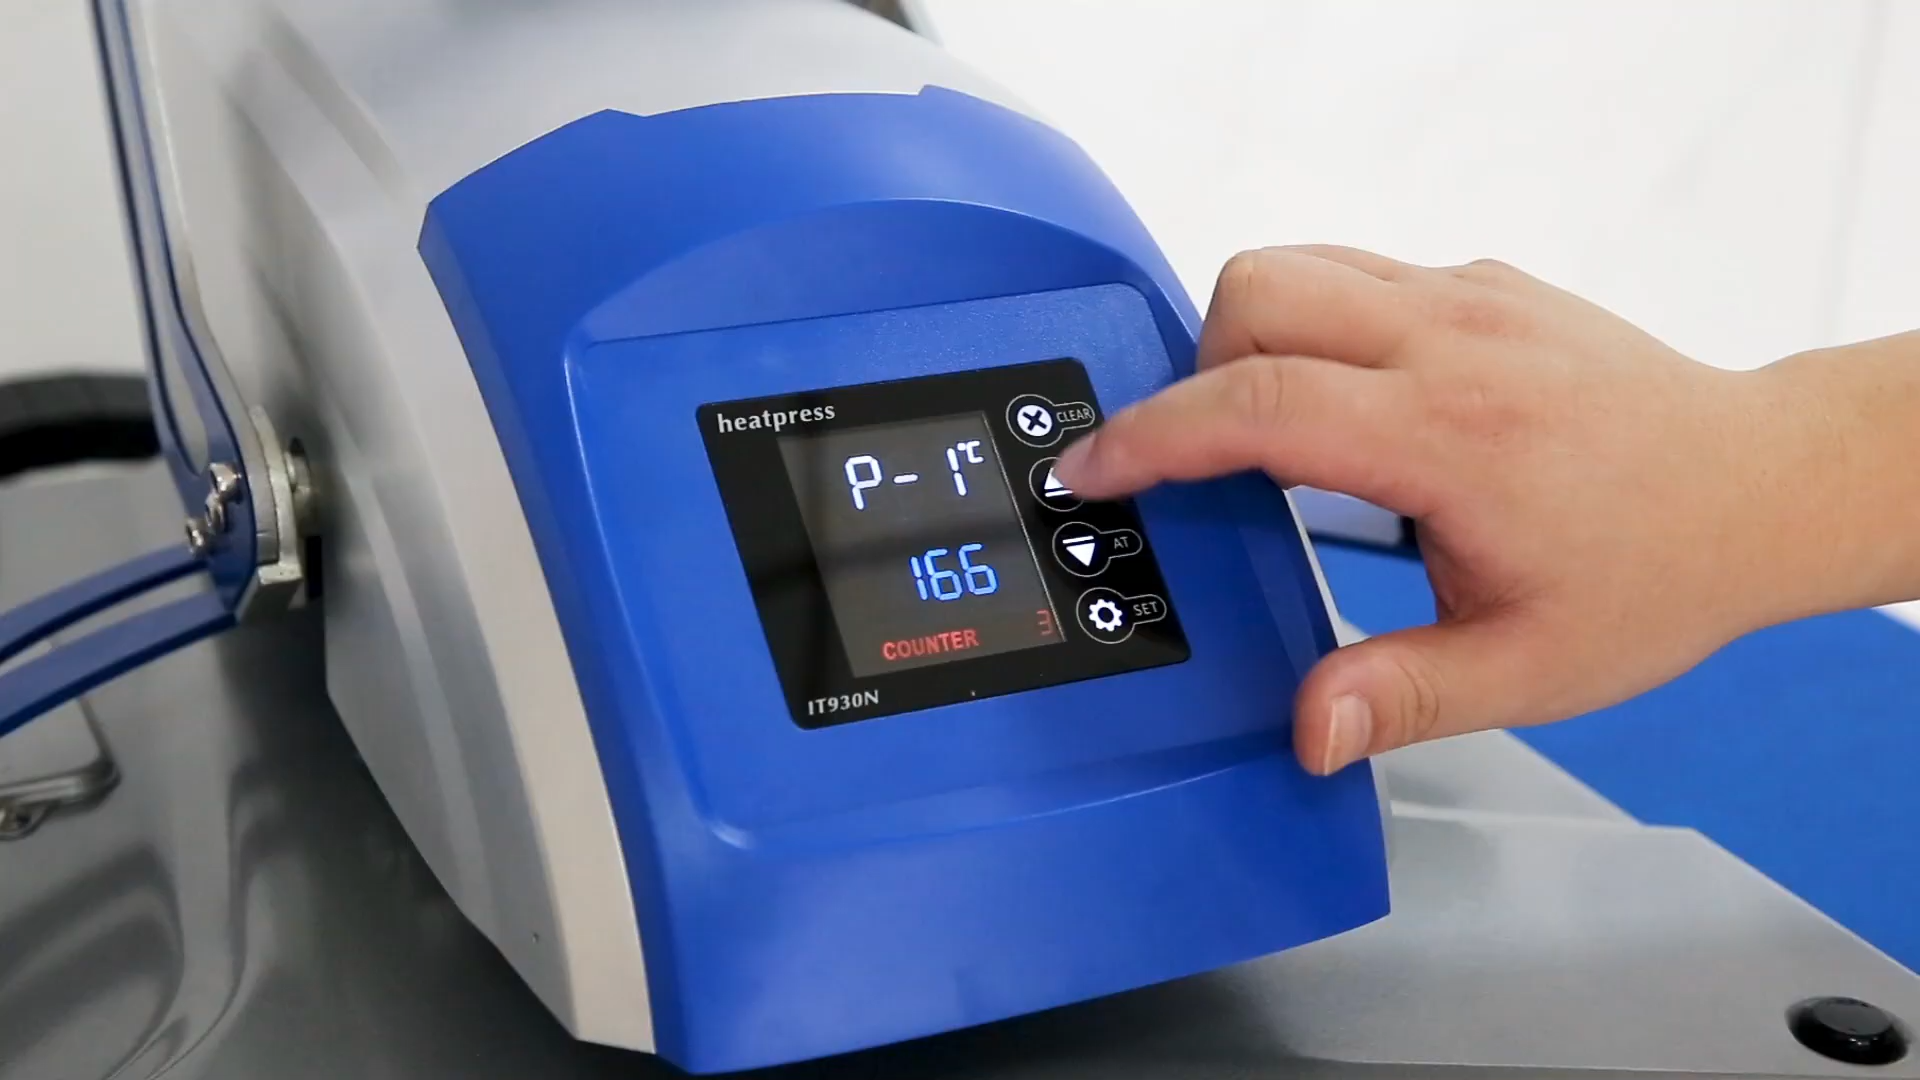 heatpress
CLEAR
P-1℃
166
AT
COUNTER 3
SET
IT930N